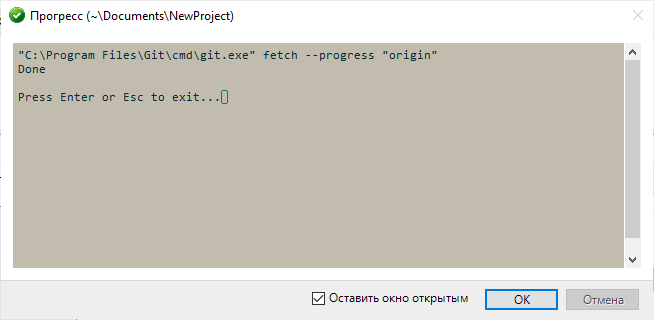 Прогресс (~\Documents\NewProject)
"C:\Program Files\Git\cmd\git.exe" fetch --progress "origin"
Done
Press Enter or Esc to exit...
Оставить окно открытым
OK
Отмена